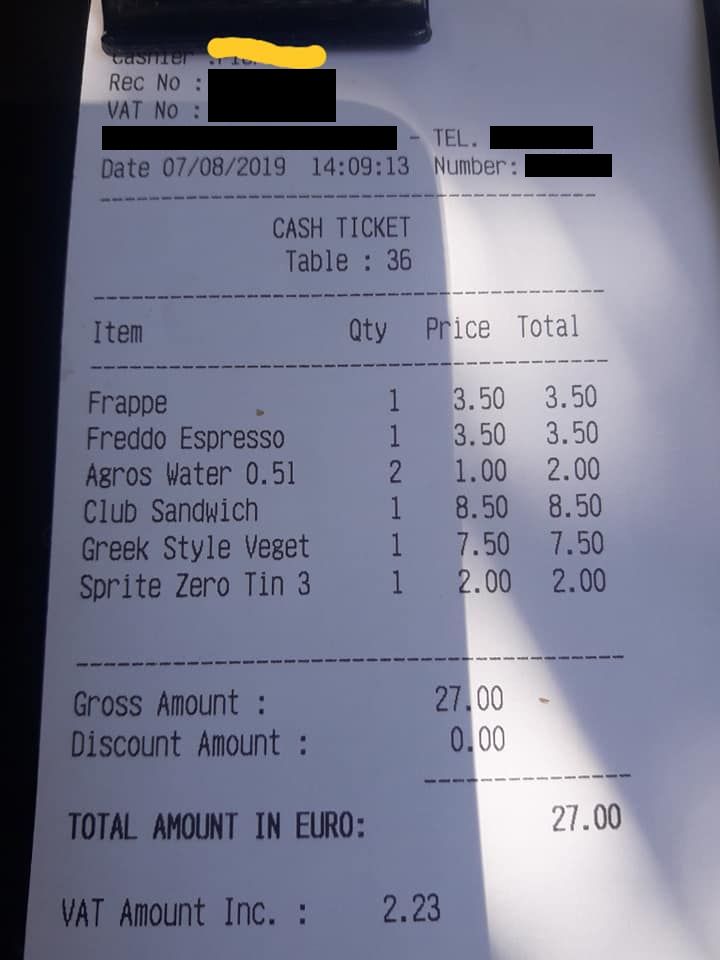 Cashier :
Rec No :
VAT No :
- TEL.
Date 07/08/2019 14:09:13 Number:
CASH TICKET
Table : 36
Item Qty Price Total
Frappe 1 3.50 3.50
Freddo Espresso 1 3.50 3.50
Agros Water 0.5l 2 1.00 2.00
Club Sandwich 1 8.50 8.50
Greek Style Veget 1 7.50 7.50
Sprite Zero Tin 3 1 2.00 2.00
Gross Amount : 27.00
Discount Amount : 0.00
TOTAL AMOUNT IN EURO: 27.00
VAT Amount Inc. : 2.23